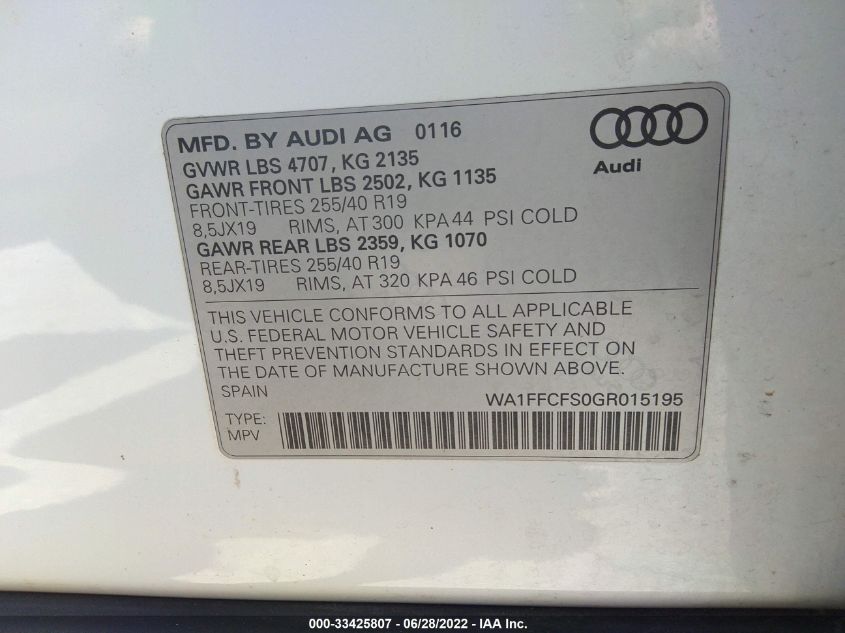 MFD. BY AUDI AG 0116
GVWR LBS 4707, KG 2135
GAWR FRONT LBS 2502, KG 1135
FRONT-TIRES 255/40 R19
8,5JX19 RIMS, AT 300 KPA 44 PSI COLD
GAWR REAR LBS 2359, KG 1070
REAR-TIRES 255/40 R19
8,5JX19 RIMS, AT 320 KPA 46 PSI COLD
Audi
THIS VEHICLE CONFORMS TO ALL APPLICABLE
U.S. FEDERAL MOTOR VEHICLE SAFETY AND
THEFT PREVENTION STANDARDS IN EFFECT ON
THE DATE OF MANUFACTURE SHOWN ABOVE.
SPAIN
WA1FFCFS0GR015195
TYPE:
MPV
000-33425807 - 06/28/2022 - IAA Inc.